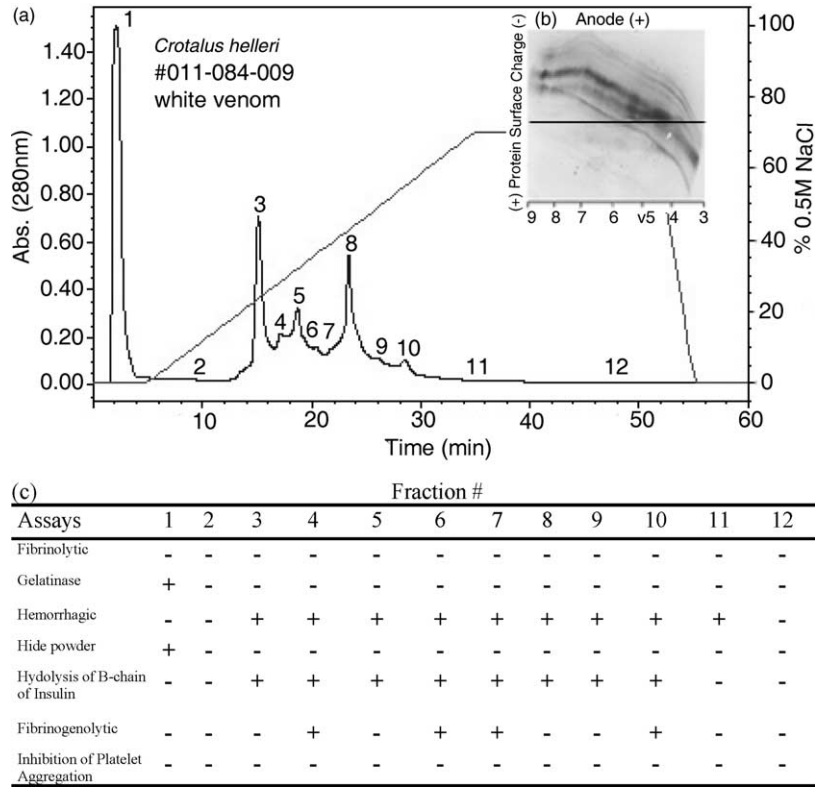 (a)
Crotalus helleri
#011-084-009
white venom
(b)
Anode (+)
(+) Protein Surface Charge (-)
9 8 7 6 v5 4 3
Abs. (280nm)
1.40
1.20
1.00
0.80
0.60
0.40
0.20
0.00
1 2 3 4 5 6 7 8 9 10 11 12
100
80
60
40
20
0
% 0.5M NaCl
10 20 30 40 50 60
Time (min)
(c) Fraction #
Assays 1 2 3 4 5 6 7 8 9 10 11 12
Fibrinolytic - - - - - - - - - - - -
Gelatinase + - - - - - - - - - - -
Hemorrhagic - - + + + + + + + + + -
Hide powder + - - - - - - - - - - -
Hydolysis of B-chain - - + + + + + + + + - -
of Insulin
Fibrinogenolytic - - - + - + + - - + - -
Inhibition of Platelet - - - - - - - - - - - -
Aggregation